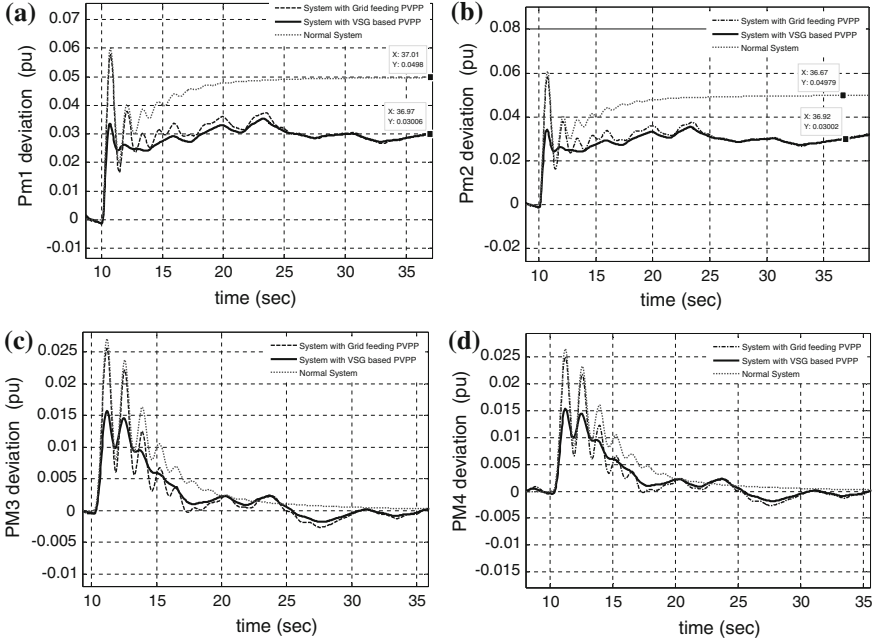 (a)
Pm1 deviation (pu)
0.07
0.06
0.05
0.04
0.03
0.02
0.01
0
-0.01
System with Grid feeding PVPP
System with VSG based PVPP
Normal System
X: 37.01
Y: 0.0498
X: 36.97
Y: 0.03006
10
15
20
25
30
35
time (sec)
(b)
Pm2 deviation (pu)
0.08
0.06
0.04
0.02
0
-0.02
System with Grid feeding PVPP
System with VSG based PVPP
Normal System
X: 36.67
Y: 0.04979
X: 36.92
Y: 0.03002
10
15
20
25
30
35
time (sec)
(c)
PM3 deviation (pu)
0.025
0.02
0.015
0.01
0.005
0
-0.005
-0.01
System with Grid feeding PVPP
System with VSG based PVPP
Normal System
10
15
20
25
30
35
time (sec)
(d)
PM4 deviation (pu)
0.025
0.02
0.015
0.01
0.005
0
-0.005
-0.01
-0.015
System with Grid feeding PVPP
System with VSG based PVPP
Normal System
10
15
20
25
30
35
time (sec)